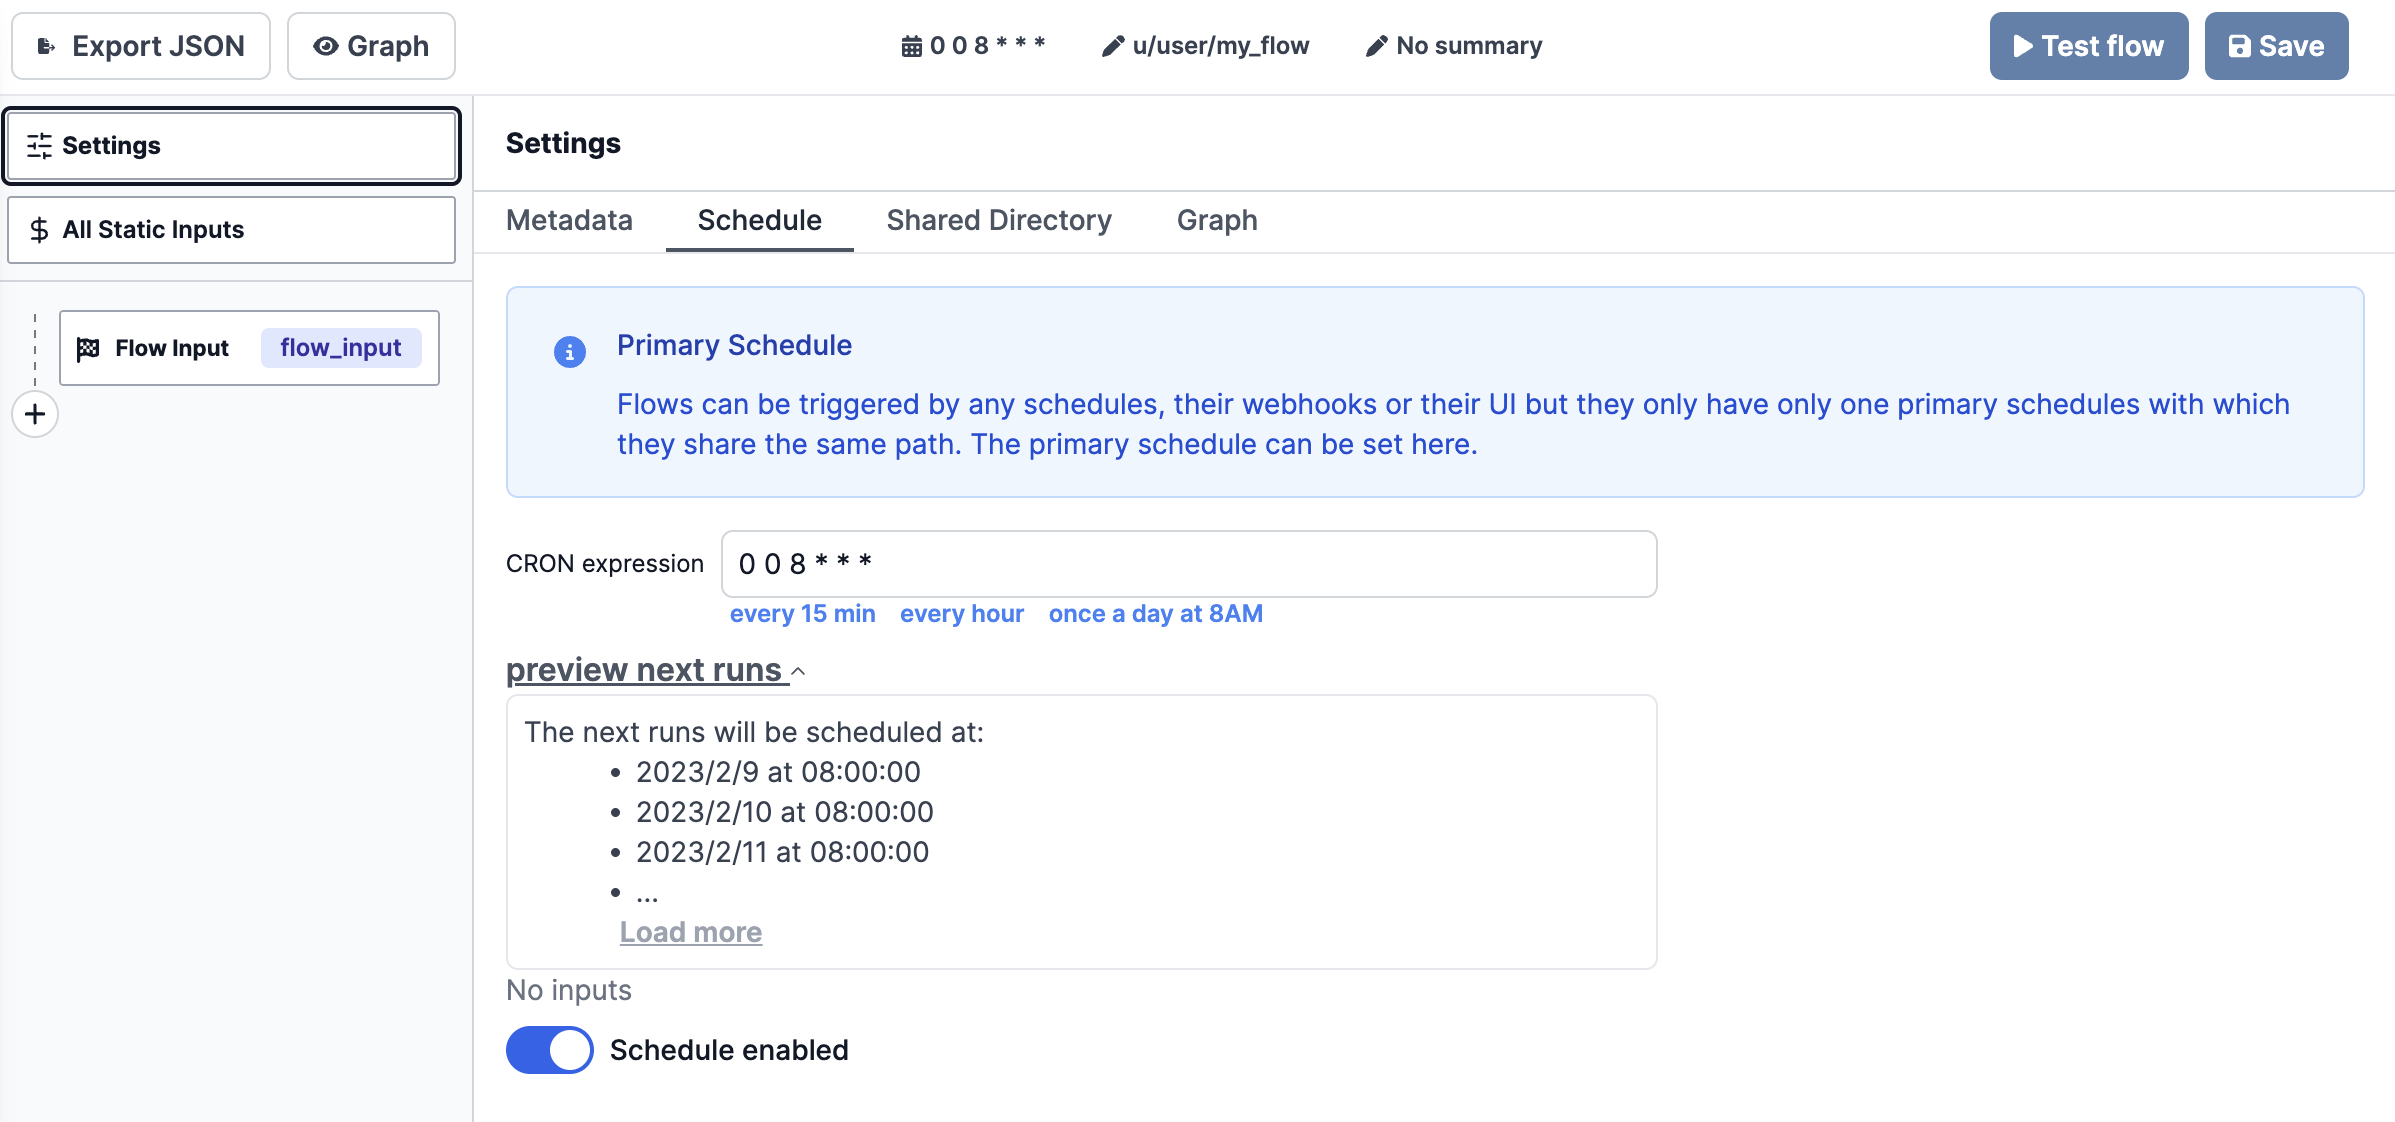 Export JSON
Graph
0 0 8 * * *
u/user/my_flow
No summary
Test flow
Save
Settings
All Static Inputs
Flow Input
flow_input
Settings
Metadata
Schedule
Shared Directory
Graph
Primary Schedule
Flows can be triggered by any schedules, their webhooks or their UI but they only have only one primary schedules with which
they share the same path. The primary schedule can be set here.
CRON expression
0 0 8 * * *
every 15 min
every hour
once a day at 8AM
preview next runs
The next runs will be scheduled at:
• 2023/2/9 at 08:00:00
• 2023/2/10 at 08:00:00
• 2023/2/11 at 08:00:00
• ...
Load more
No inputs
Schedule enabled